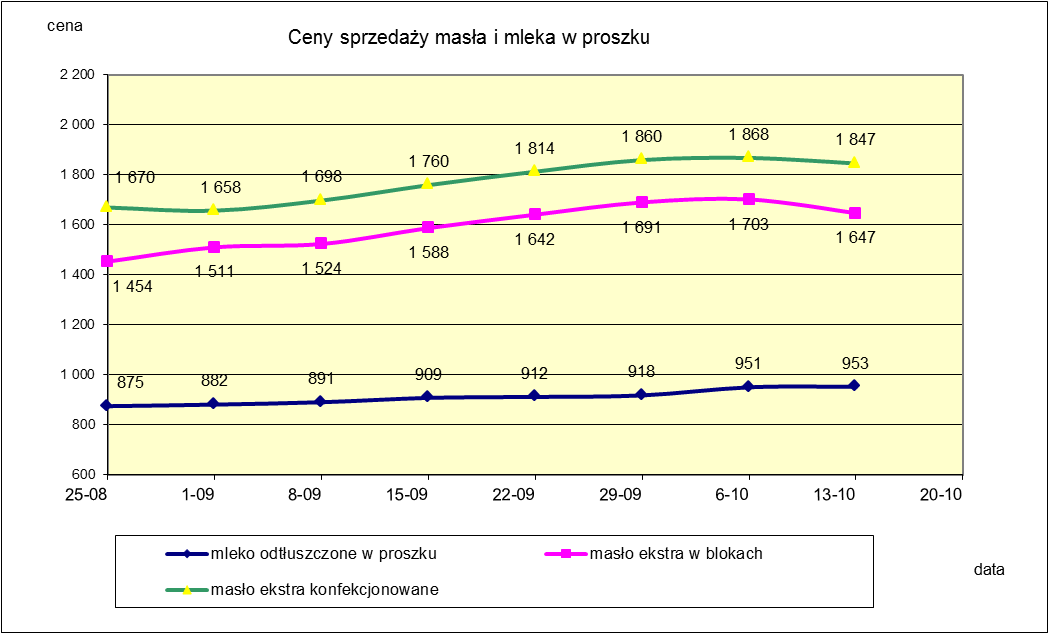 cena
Ceny sprzedaży masła i mleka w proszku
2 200
2 000
1 800
1 600
1 400
1 200
1 000
800
600
1 670 1 658 1 698 1 760 1 814 1 860 1 868 1 847
1 454 1 511 1 524 1 588 1 642 1 691 1 703 1 647
875 882 891 909 912 918 951 953
25-08 1-09 8-09 15-09 22-09 29-09 6-10 13-10 20-10
mleko odtłuszczone w proszku masło ekstra w blokach
masło ekstra konfekcjonowane
data